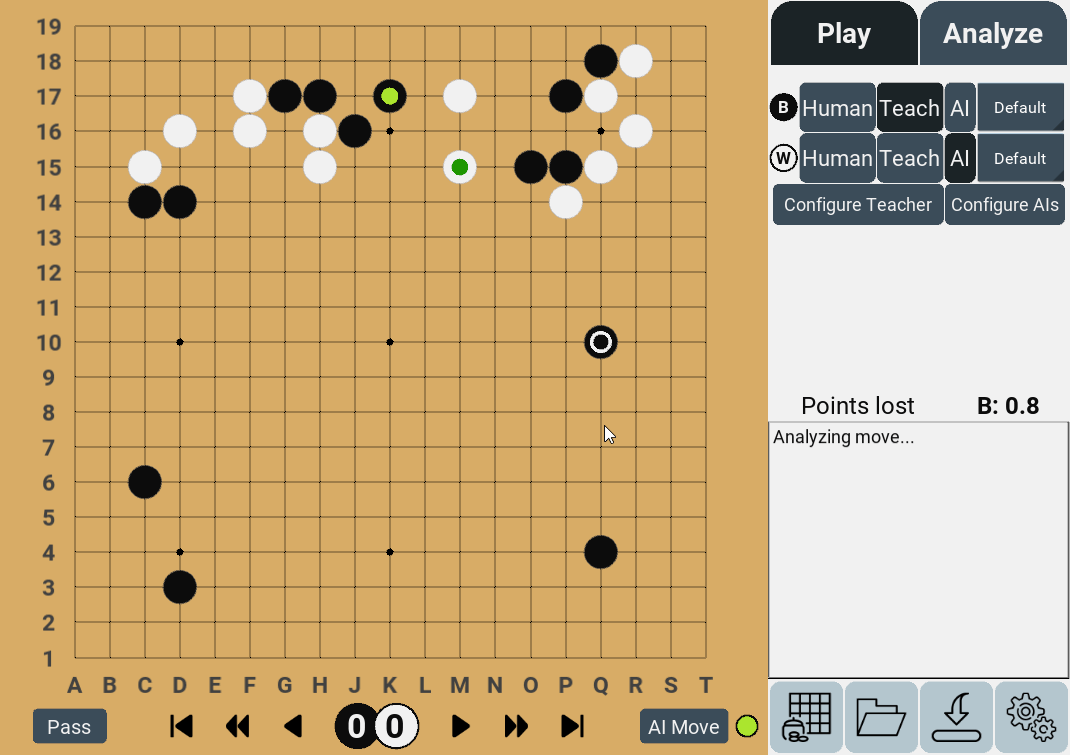 19
18
17
16
15
14
13
12
11
10
9
8
7
6
5
4
3
2
1
A B C D E F G H J K L M N O P Q R S T
Pass
0 0
AI Move
Play Analyze
B Human Teach AI Default
W Human Teach AI Default
Configure Teacher Configure AIs
Points lost B: 0.8
Analyzing move...